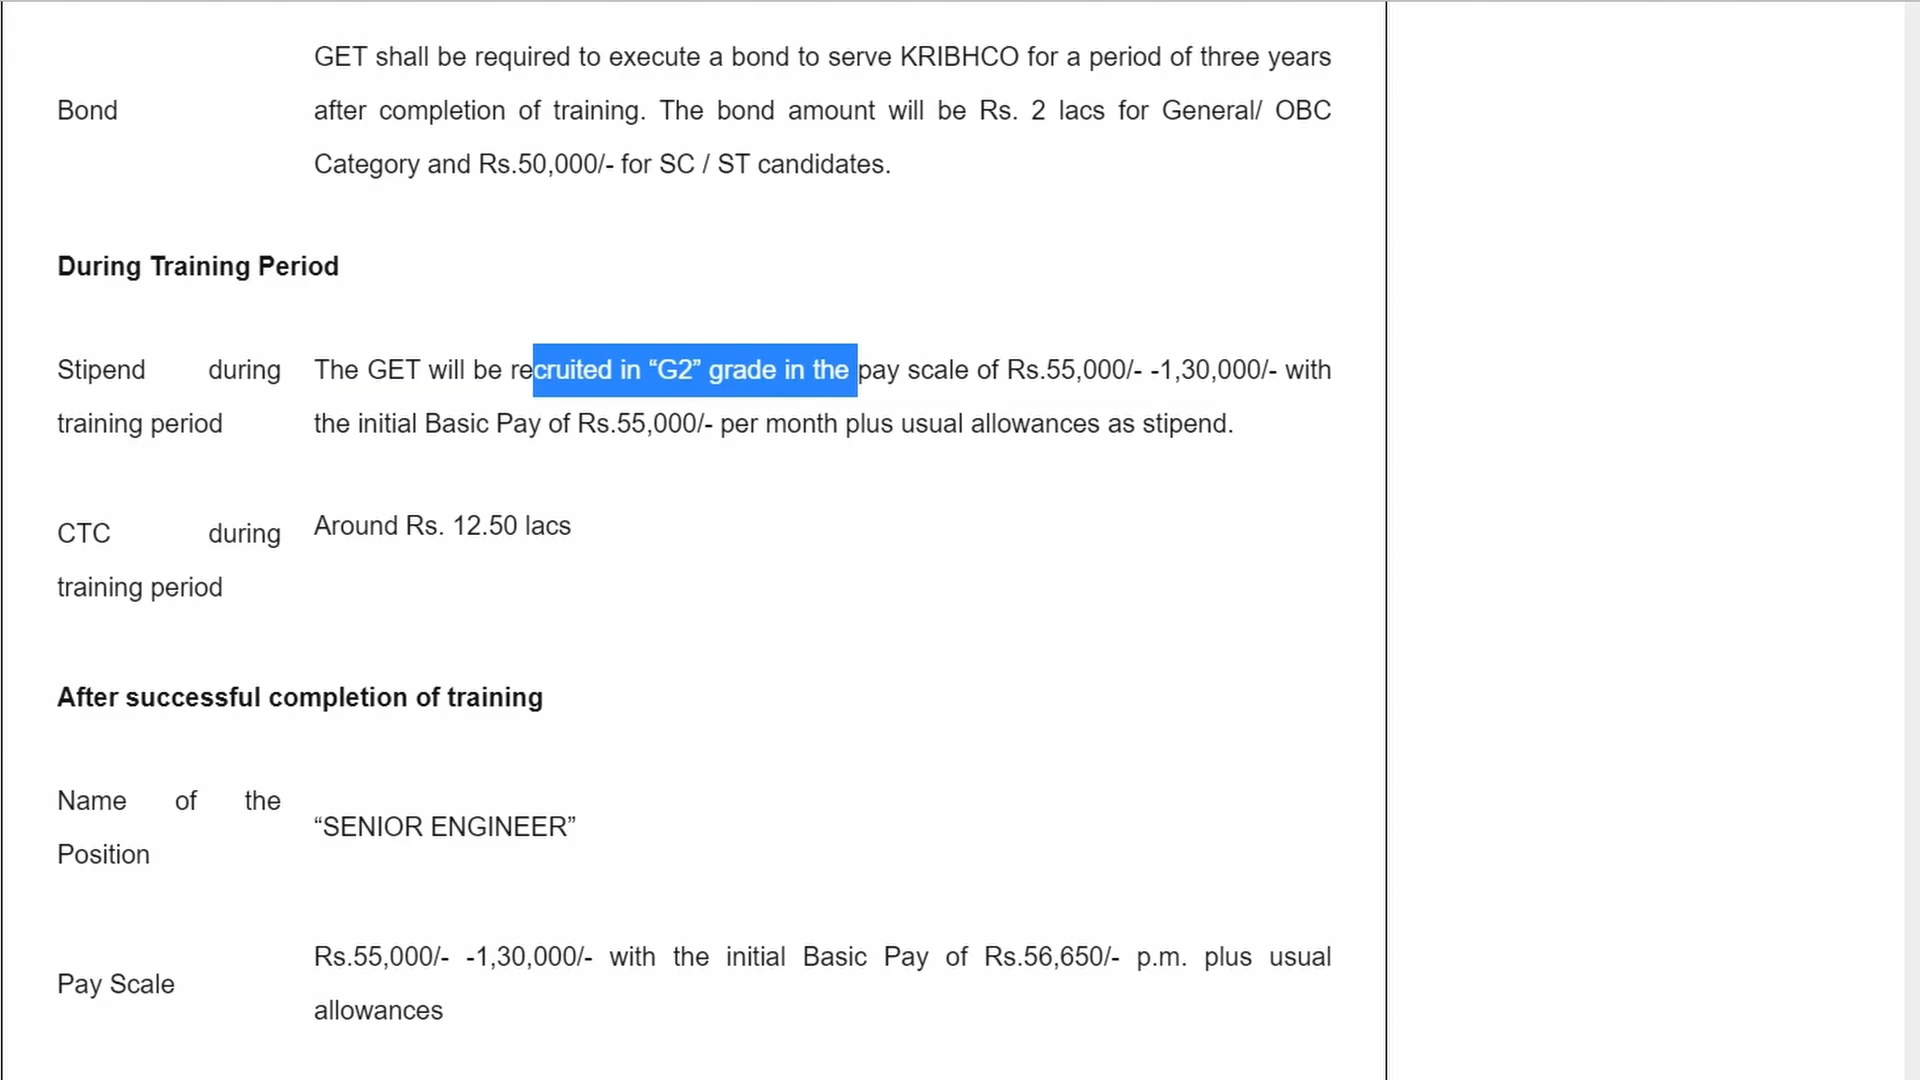 GET shall be required to execute a bond to serve KRIBHCO for a period of three years
Bond after completion of training. The bond amount will be Rs. 2 lacs for General/ OBC
Category and Rs.50,000/- for SC / ST candidates.
During Training Period
Stipend during The GET will be recruited in “G2” grade in the pay scale of Rs.55,000/- -1,30,000/- with
training period the initial Basic Pay of Rs.55,000/- per month plus usual allowances as stipend.
CTC during Around Rs. 12.50 lacs
training period
After successful completion of training
Name of the
“SENIOR ENGINEER”
Position
Rs.55,000/- -1,30,000/- with the initial Basic Pay of Rs.56,650/- p.m. plus usual
Pay Scale
allowances